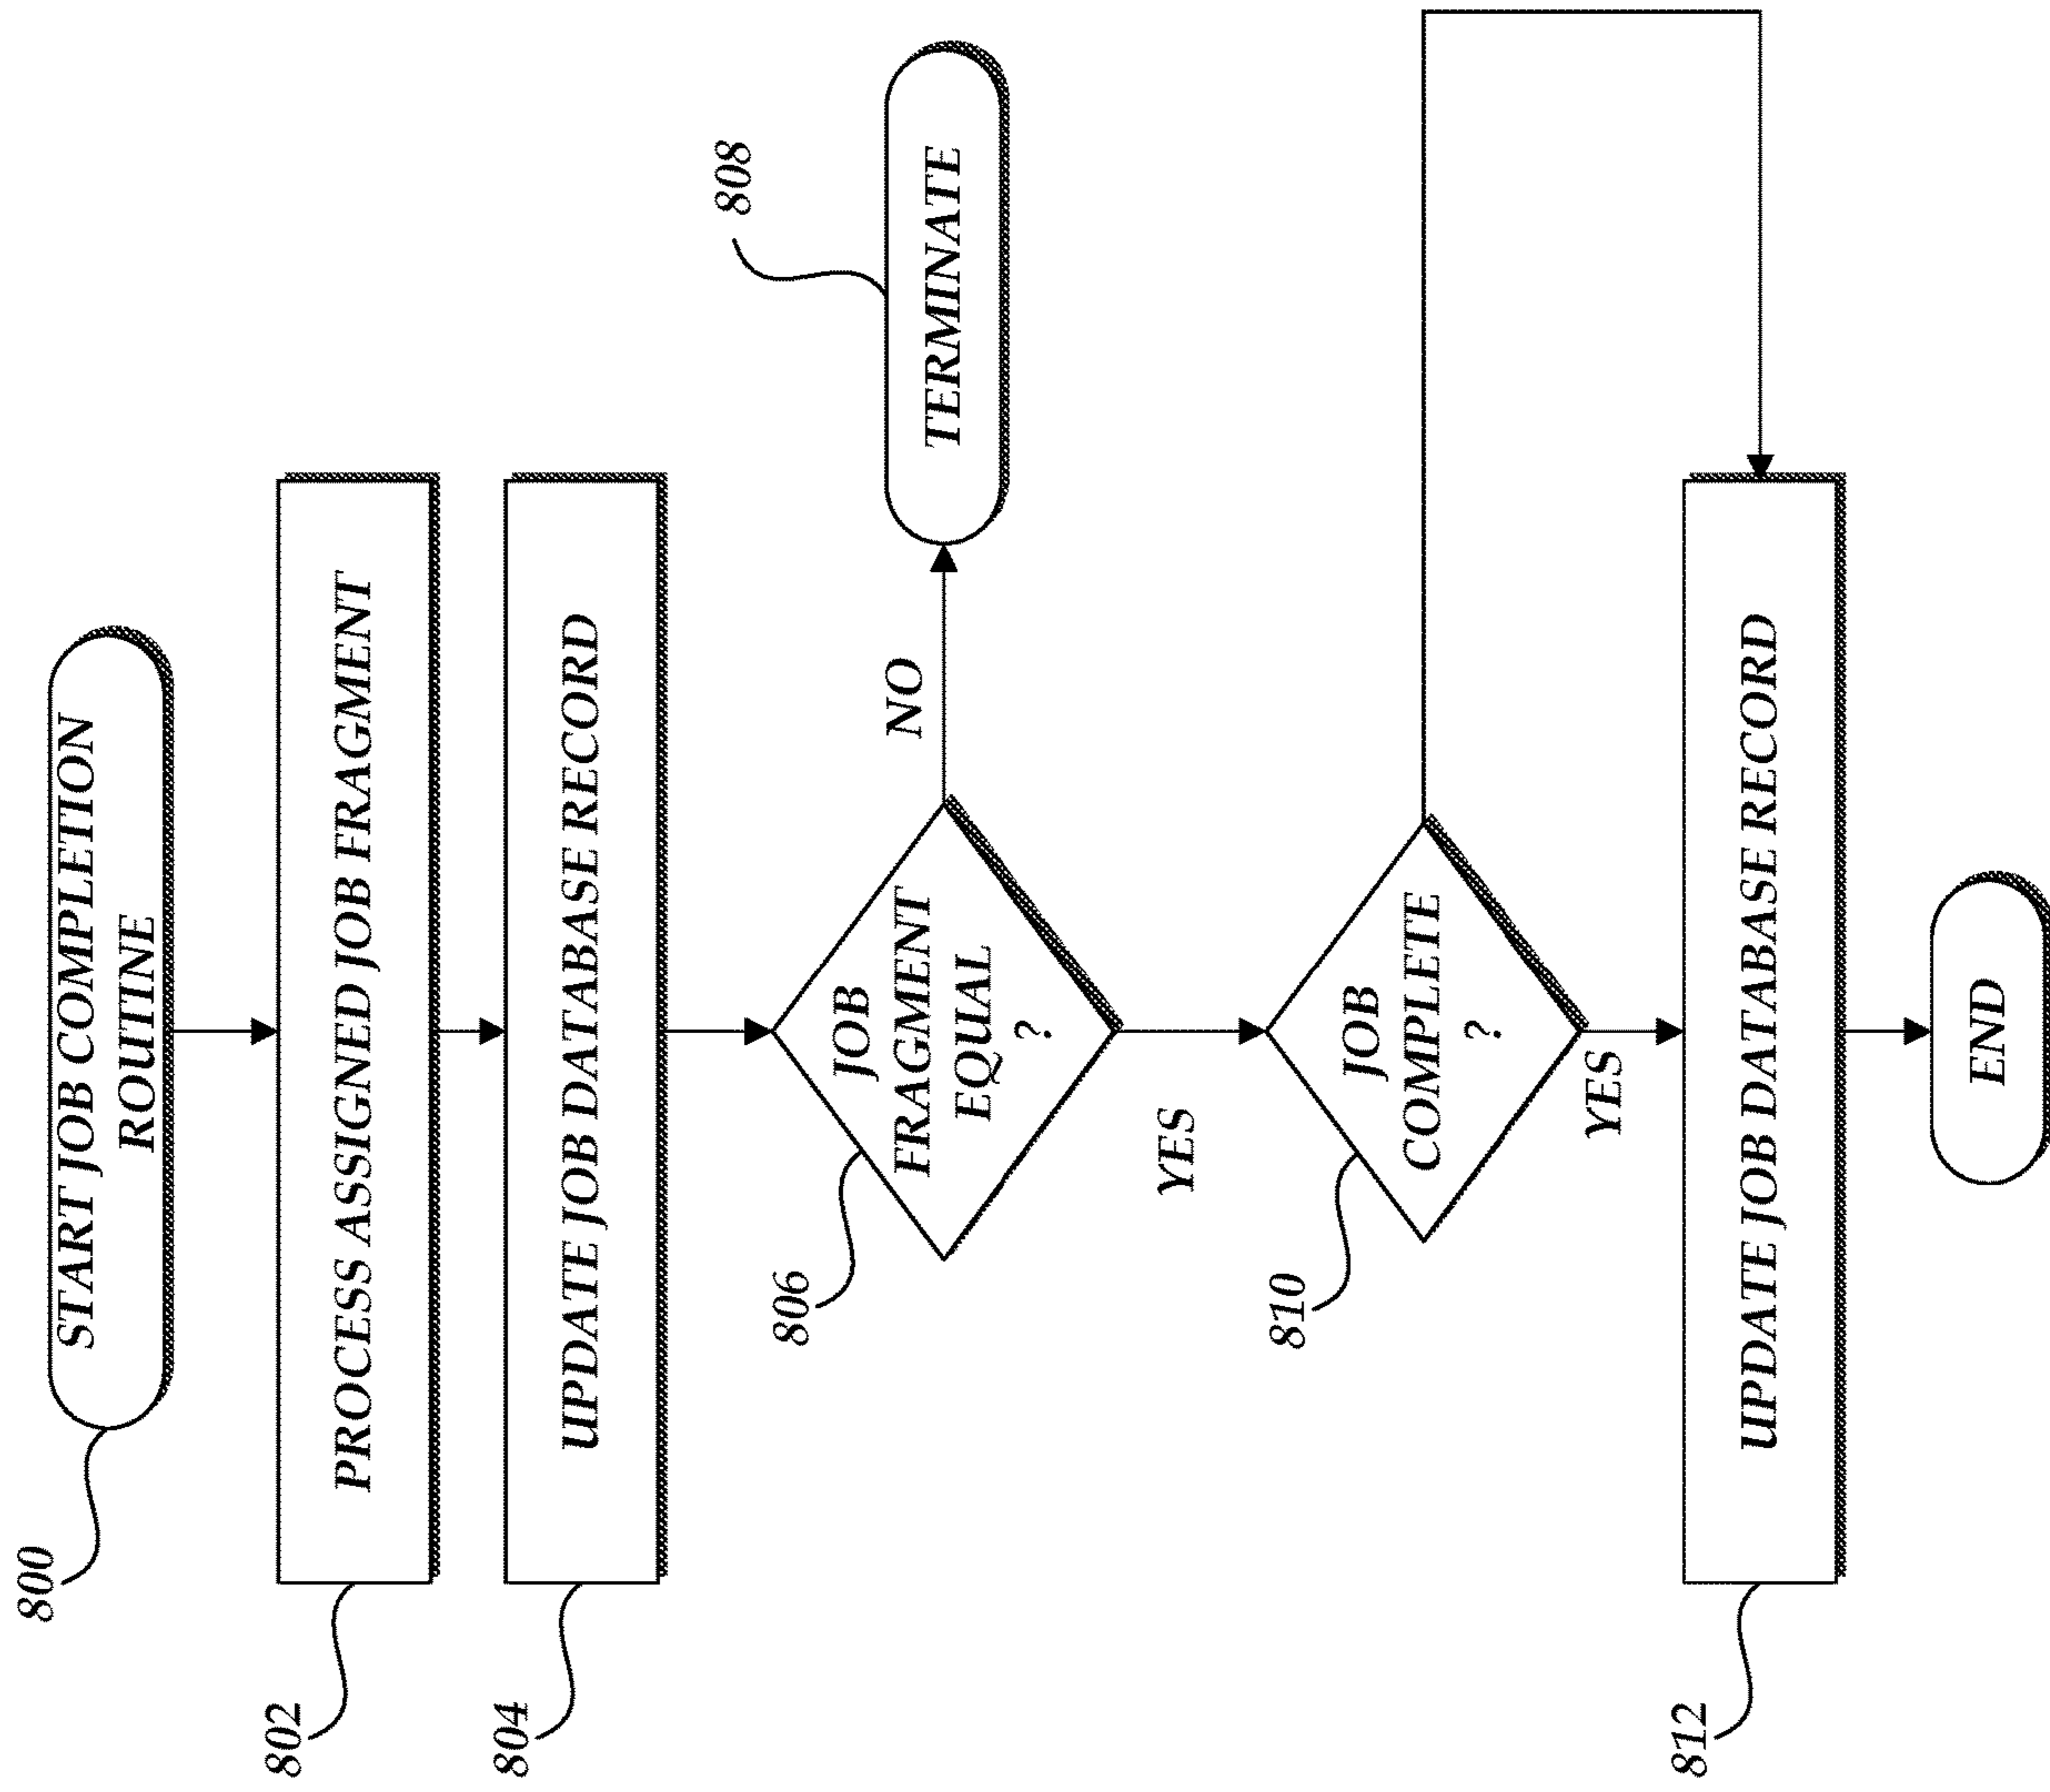 800
START JOB COMPLETION
ROUTINE
802
PROCESS ASSIGNED JOB FRAGMENT
804
UPDATE JOB DATABASE RECORD
806
JOB
FRAGMENT
EQUAL
?
NO
808
TERMINATE
YES
810
JOB
COMPLETE
?
YES
812
UPDATE JOB DATABASE RECORD
END